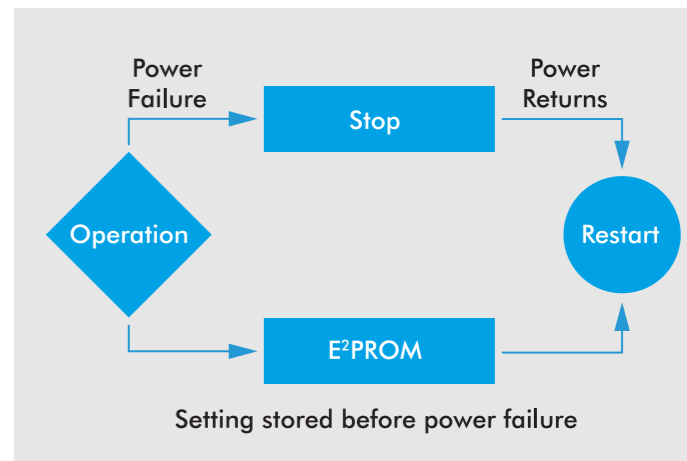 Power
Failure
Power
Returns
Stop
Operation
Restart
E²PROM
Setting stored before power failure